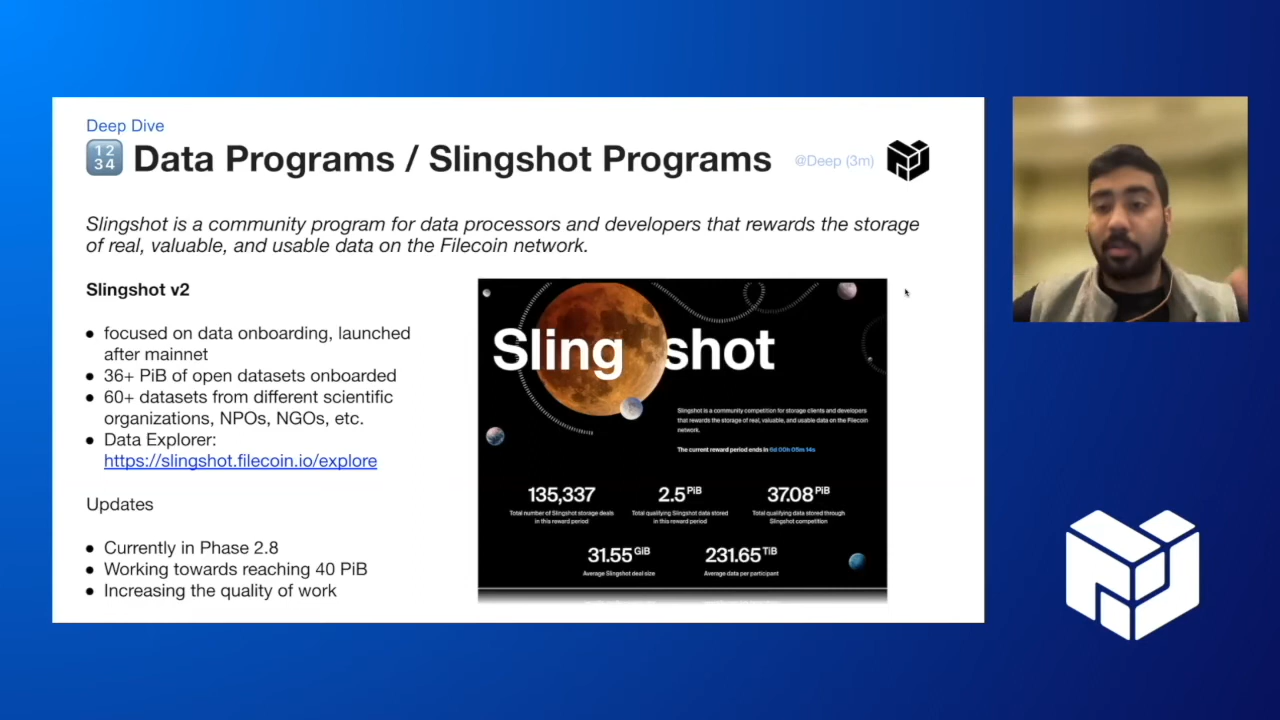 Deep Dive
12
34
Data Programs / Slingshot Programs
@Deep (3m)
Slingshot is a community program for data processors and developers that rewards the storage
of real, valuable, and usable data on the Filecoin network.
Slingshot v2
● focused on data onboarding, launched
after mainnet
● 36+ PiB of open datasets onboarded
● 60+ datasets from different scientific
organizations, NPOs, NGOs, etc.
● Data Explorer:
https://slingshot.filecoin.io/explore
Updates
● Currently in Phase 2.8
● Working towards reaching 40 PiB
● Increasing the quality of work
Sling shot
Slingshot is a community competition for storage clients and developers
that rewards the storage of real, valuable, and usable data on the Filecoin
network.
The current reward period ends in 6d 00h 05m 14s
135,337
Total number of Slingshot storage deals
in this reward period
2.5 PiB
Total qualifying Slingshot data stored
in this reward period
37.08 PiB
Total qualifying data stored through
Slingshot competition
31.55 GiB
Average Slingshot deal size
231.65 TiB
Average data per participant